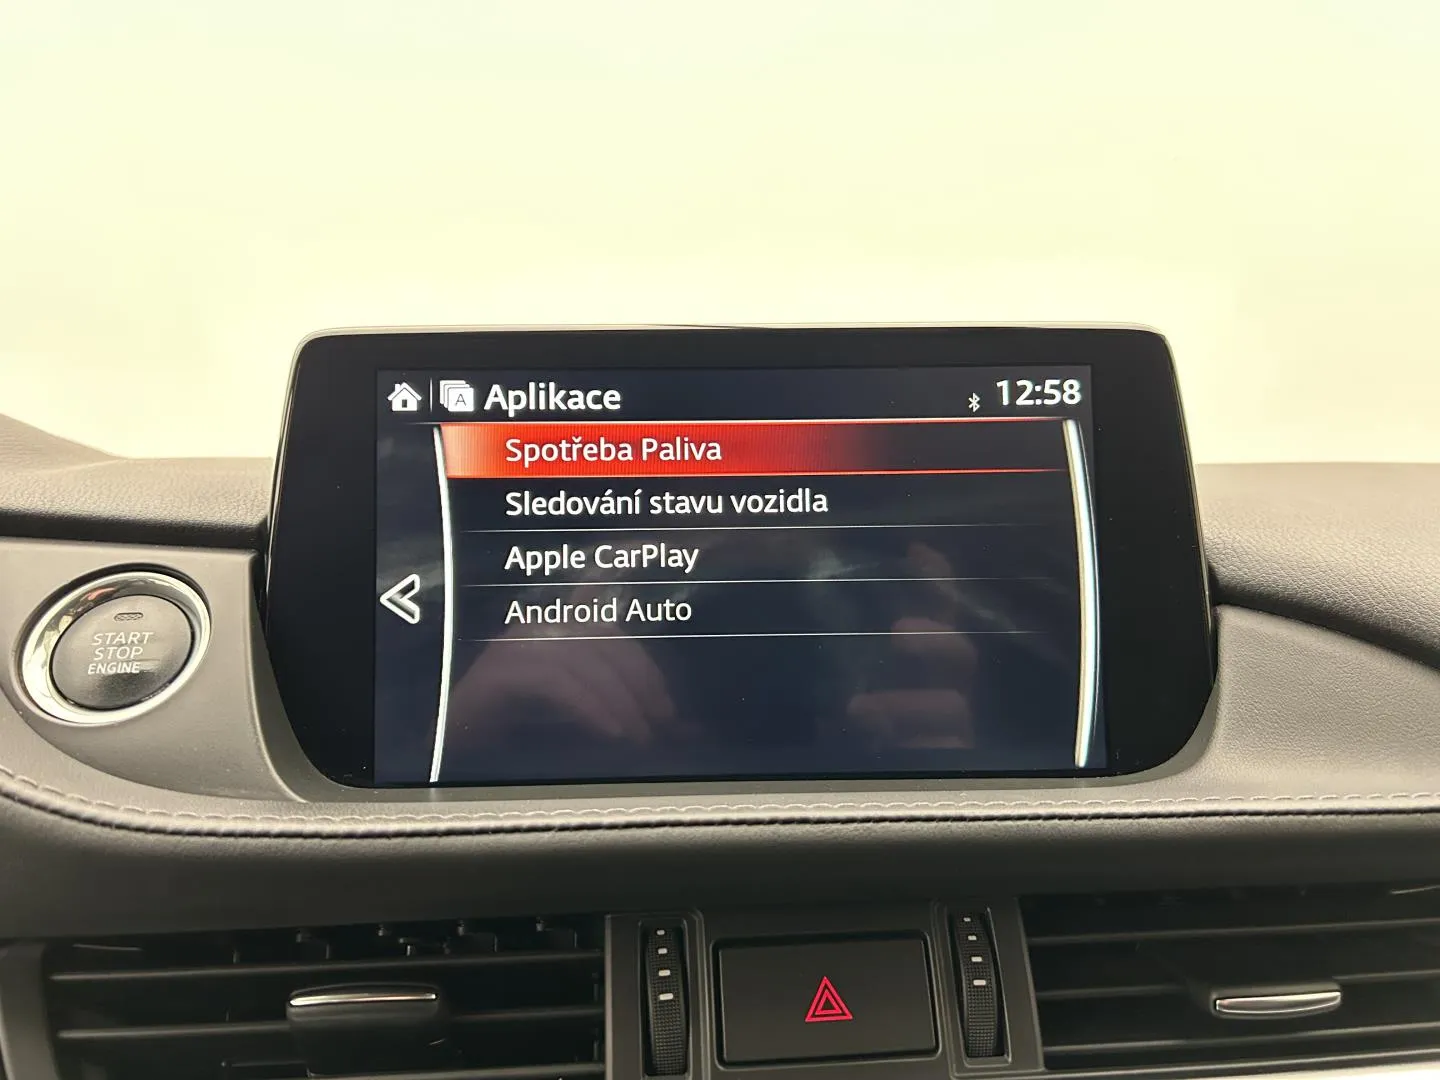 A Aplikace 12:58
Spotřeba Paliva
Sledování stavu vozidla
Apple CarPlay
Android Auto
START
STOP
ENGINE